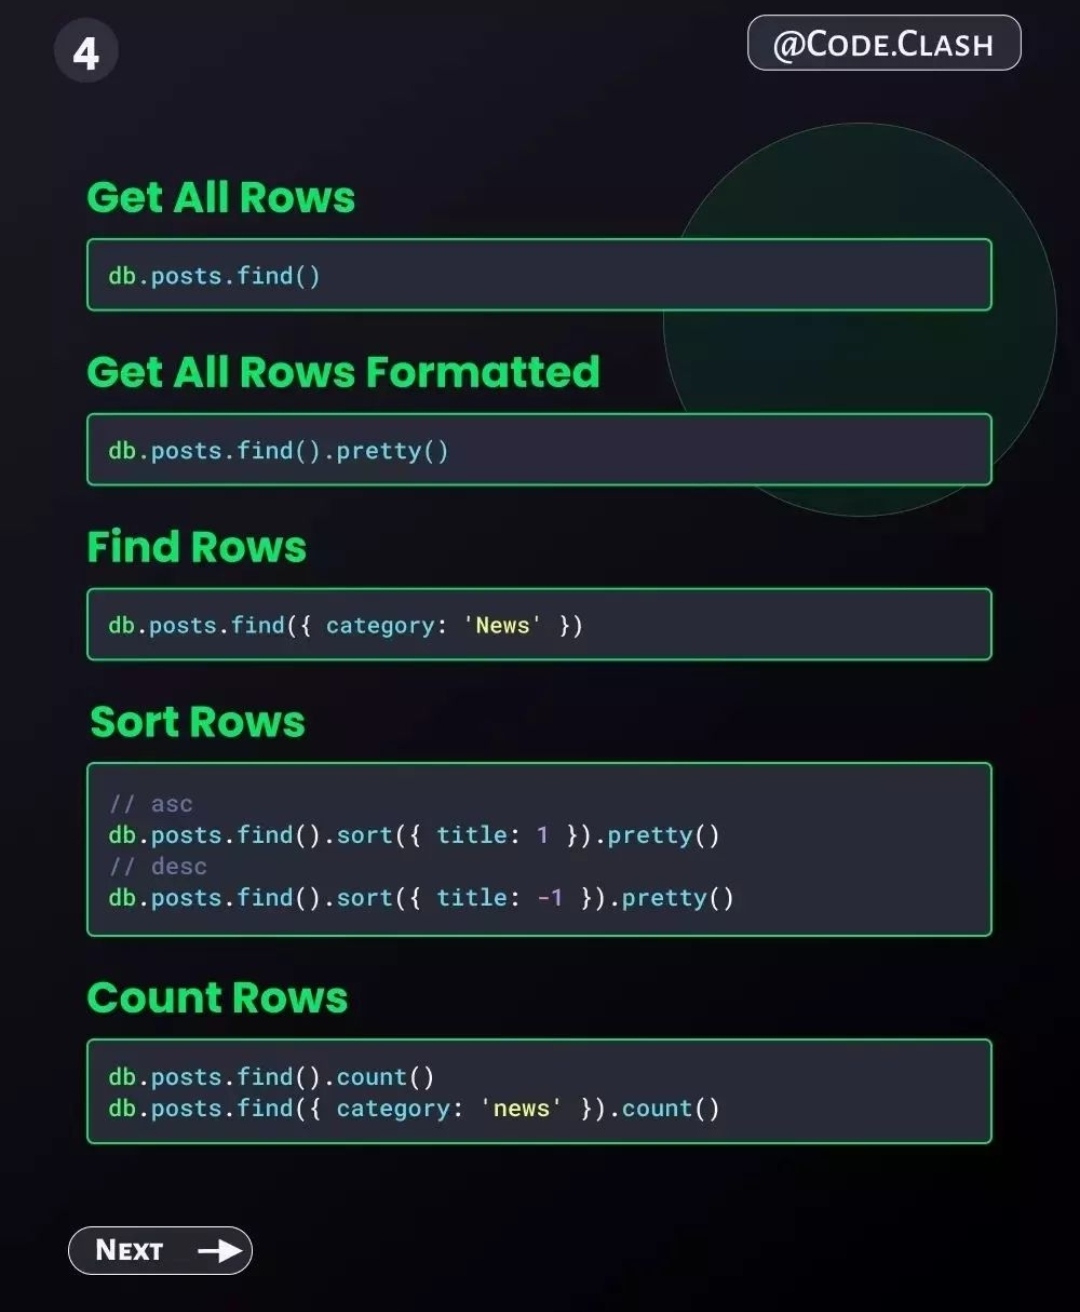 4
@Code.Clash
Get All Rows
db.posts.find()
Get All Rows Formatted
db.posts.find().pretty()
Find Rows
db.posts.find({ category: 'News' })
Sort Rows
// asc
db.posts.find().sort({ title: 1 }).pretty()
// desc
db.posts.find().sort({ title: -1 }).pretty()
Count Rows
db.posts.find().count()
db.posts.find({ category: 'news' }).count()
Next